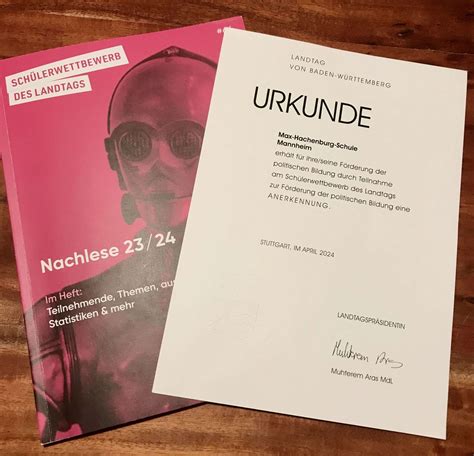 SCHÜLERWETTBEWERB
DES LANDTAGS
Nachlese 23/24
Im Heft:
Teilnehmende, Themen, aus
Statistiken & mehr
LANDTAG
VON BADEN-WÜRTTEMBERG
URKUNDE
Max-Hachenburg-Schule
Mannheim
erhält für ihre/seine Förderung der
politischen Bildung durch Teilnahme
am Schülerwettbewerb des Landtags
zur Förderung der politischen Bildung eine
ANERKENNUNG.
STUTTGART, IM APRIL 2024
LANDTAGSPRÄSIDENTIN
Muhterem Aras
Muhterem Aras MdL